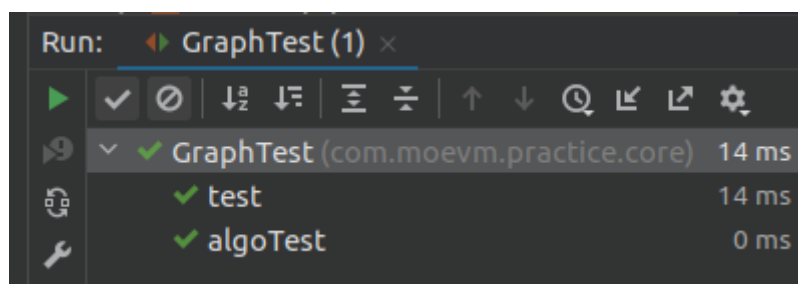 Run: GraphTest (1)
GraphTest (com.moevm.practice.core) 14 ms
test 14 ms
algoTest 0 ms